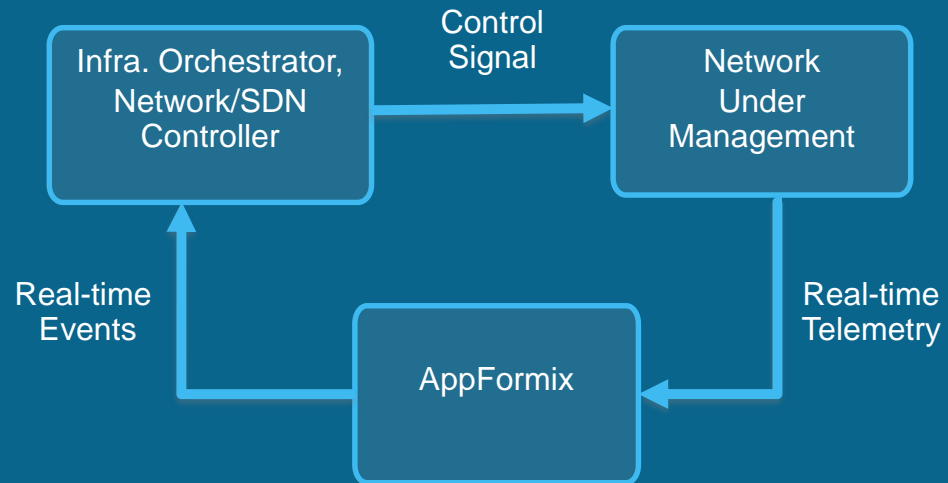 Control
Signal
Infra. Orchestrator,
Network/SDN
Controller
Network
Under
Management
Real-time
Events
Real-time
Telemetry
AppFormix